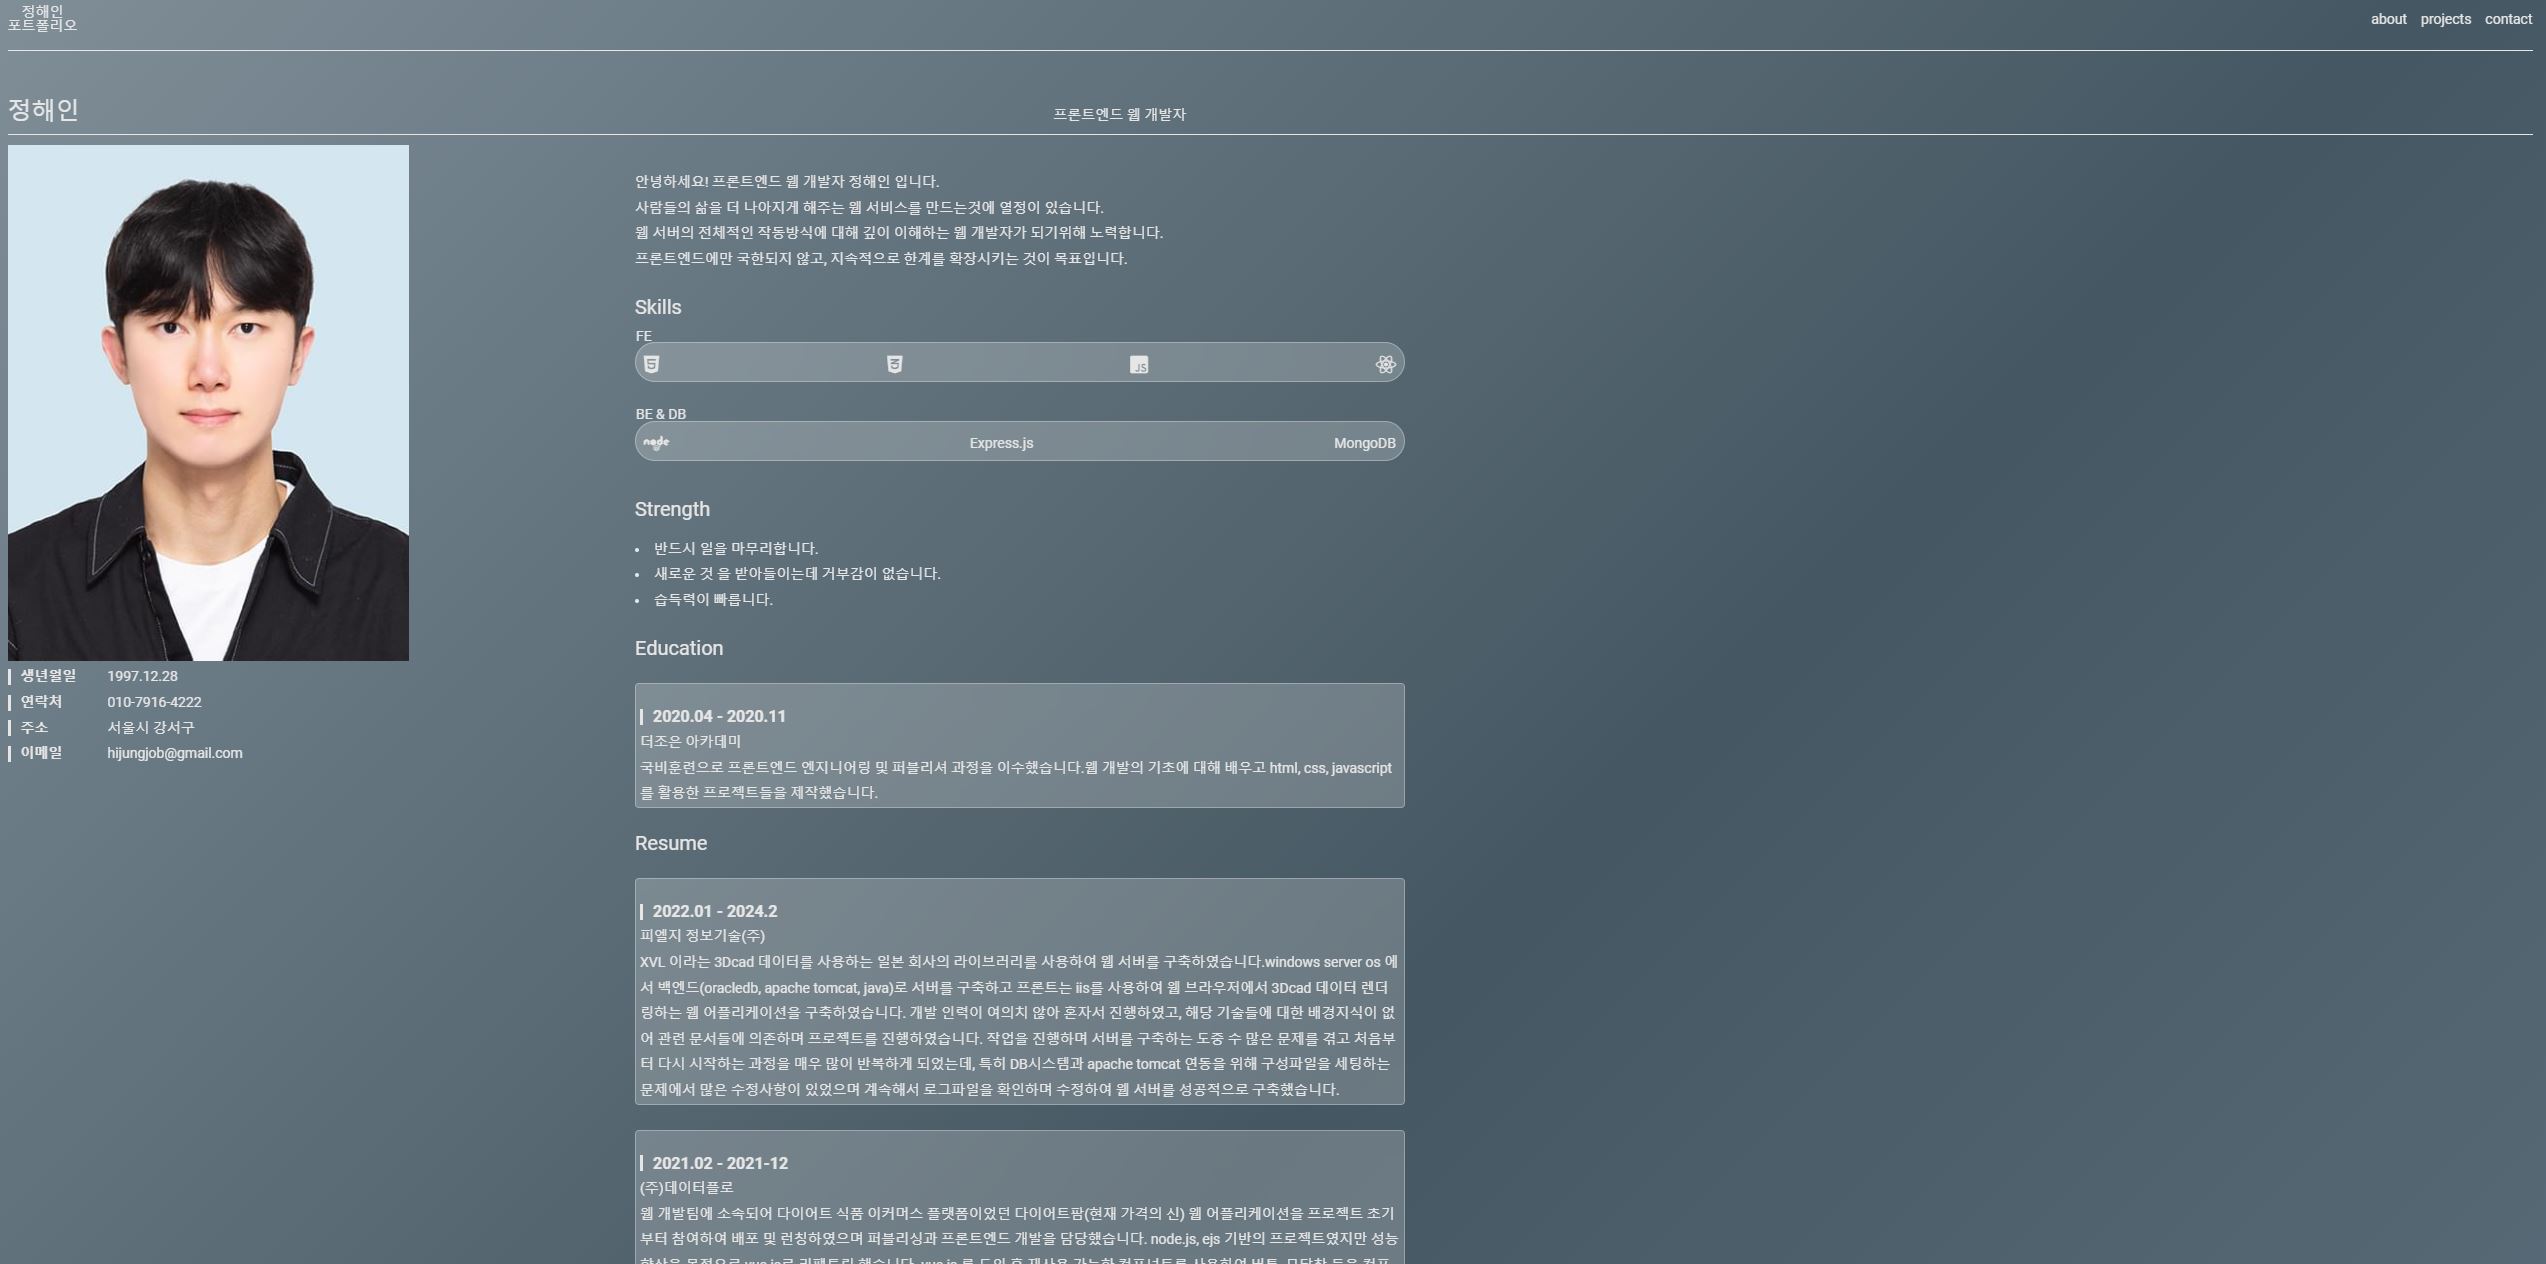 정해인
포트폴리오
about projects contact
정해인
프론트엔드 웹 개발자
생년월일 1997.12.28
연락처 010-7916-4222
주소 서울시 강서구
이메일 hijungjob@gmail.com
안녕하세요! 프론트엔드 웹 개발자 정해인 입니다.
사람들의 삶을 더 나아지게 해주는 웹 서비스를 만드는것에 열정이 있습니다.
웹 서버의 전체적인 작동방식에 대해 깊이 이해하는 웹 개발자가 되기위해 노력합니다.
프론트엔드에만 국한되지 않고, 지속적으로 한계를 확장시키는 것이 목표입니다.
Skills
FE
JS
BE & DB
node Express.js MongoDB
Strength
• 반드시 일을 마무리합니다.
• 새로운 것 을 받아들이는데 거부감이 없습니다.
• 습득력이 빠릅니다.
Education
2020.04 - 2020.11
더조은 아카데미
국비훈련으로 프론트엔드 엔지니어링 및 퍼블리셔 과정을 이수했습니다.웹 개발의 기초에 대해 배우고 html, css, javascript
를 활용한 프로젝트들을 제작했습니다.
Resume
2022.01 - 2024.2
피엘지 정보기술(주)
XVL 이라는 3Dcad 데이터를 사용하는 일본 회사의 라이브러리를 사용하여 웹 서버를 구축하였습니다.windows server os 에
서 백엔드(oracledb, apache tomcat, java)로 서버를 구축하고 프론트는 iis를 사용하여 웹 브라우저에서 3Dcad 데이터 렌더
링하는 웹 어플리케이션을 구축하였습니다. 개발 인력이 여의치 않아 혼자서 진행하였고, 해당 기술들에 대한 배경지식이 없
어 관련 문서들에 의존하며 프로젝트를 진행하였습니다. 작업을 진행하며 서버를 구축하는 도중 수 많은 문제를 겪고 처음부
터 다시 시작하는 과정을 매우 많이 반복하게 되었는데, 특히 DB시스템과 apache tomcat 연동을 위해 구성파일을 세팅하는
문제에서 많은 수정사항이 있었으며 계속해서 로그파일을 확인하며 수정하여 웹 서버를 성공적으로 구축했습니다.
2021.02 - 2021-12
(주)데이터플로
웹 개발팀에 소속되어 다이어트 식품 이커머스 플랫폼이었던 다이어트팜(현재 가격의 신) 웹 어플리케이션을 프로젝트 초기
부터 참여하여 배포 및 런칭하였으며 퍼블리싱과 프론트엔드 개발을 담당했습니다. node.js, ejs 기반의 프로젝트였지만 성능